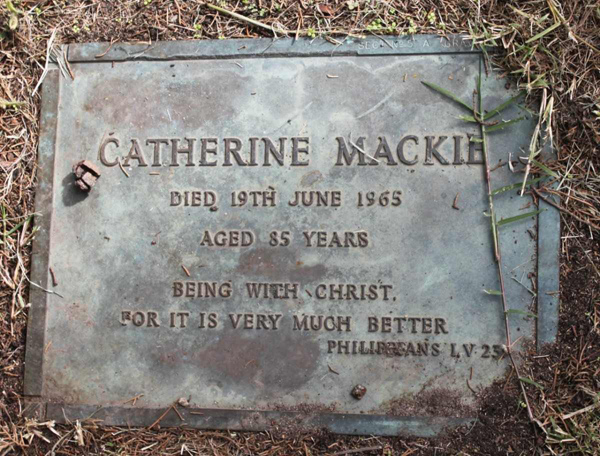 CATHERINE MACKIE
DIED 19TH JUNE 1965
AGED 85 YEARS
BEING WITH CHRIST,
FOR IT IS VERY MUCH BETTER
PHILIPPIANS I, V. 23